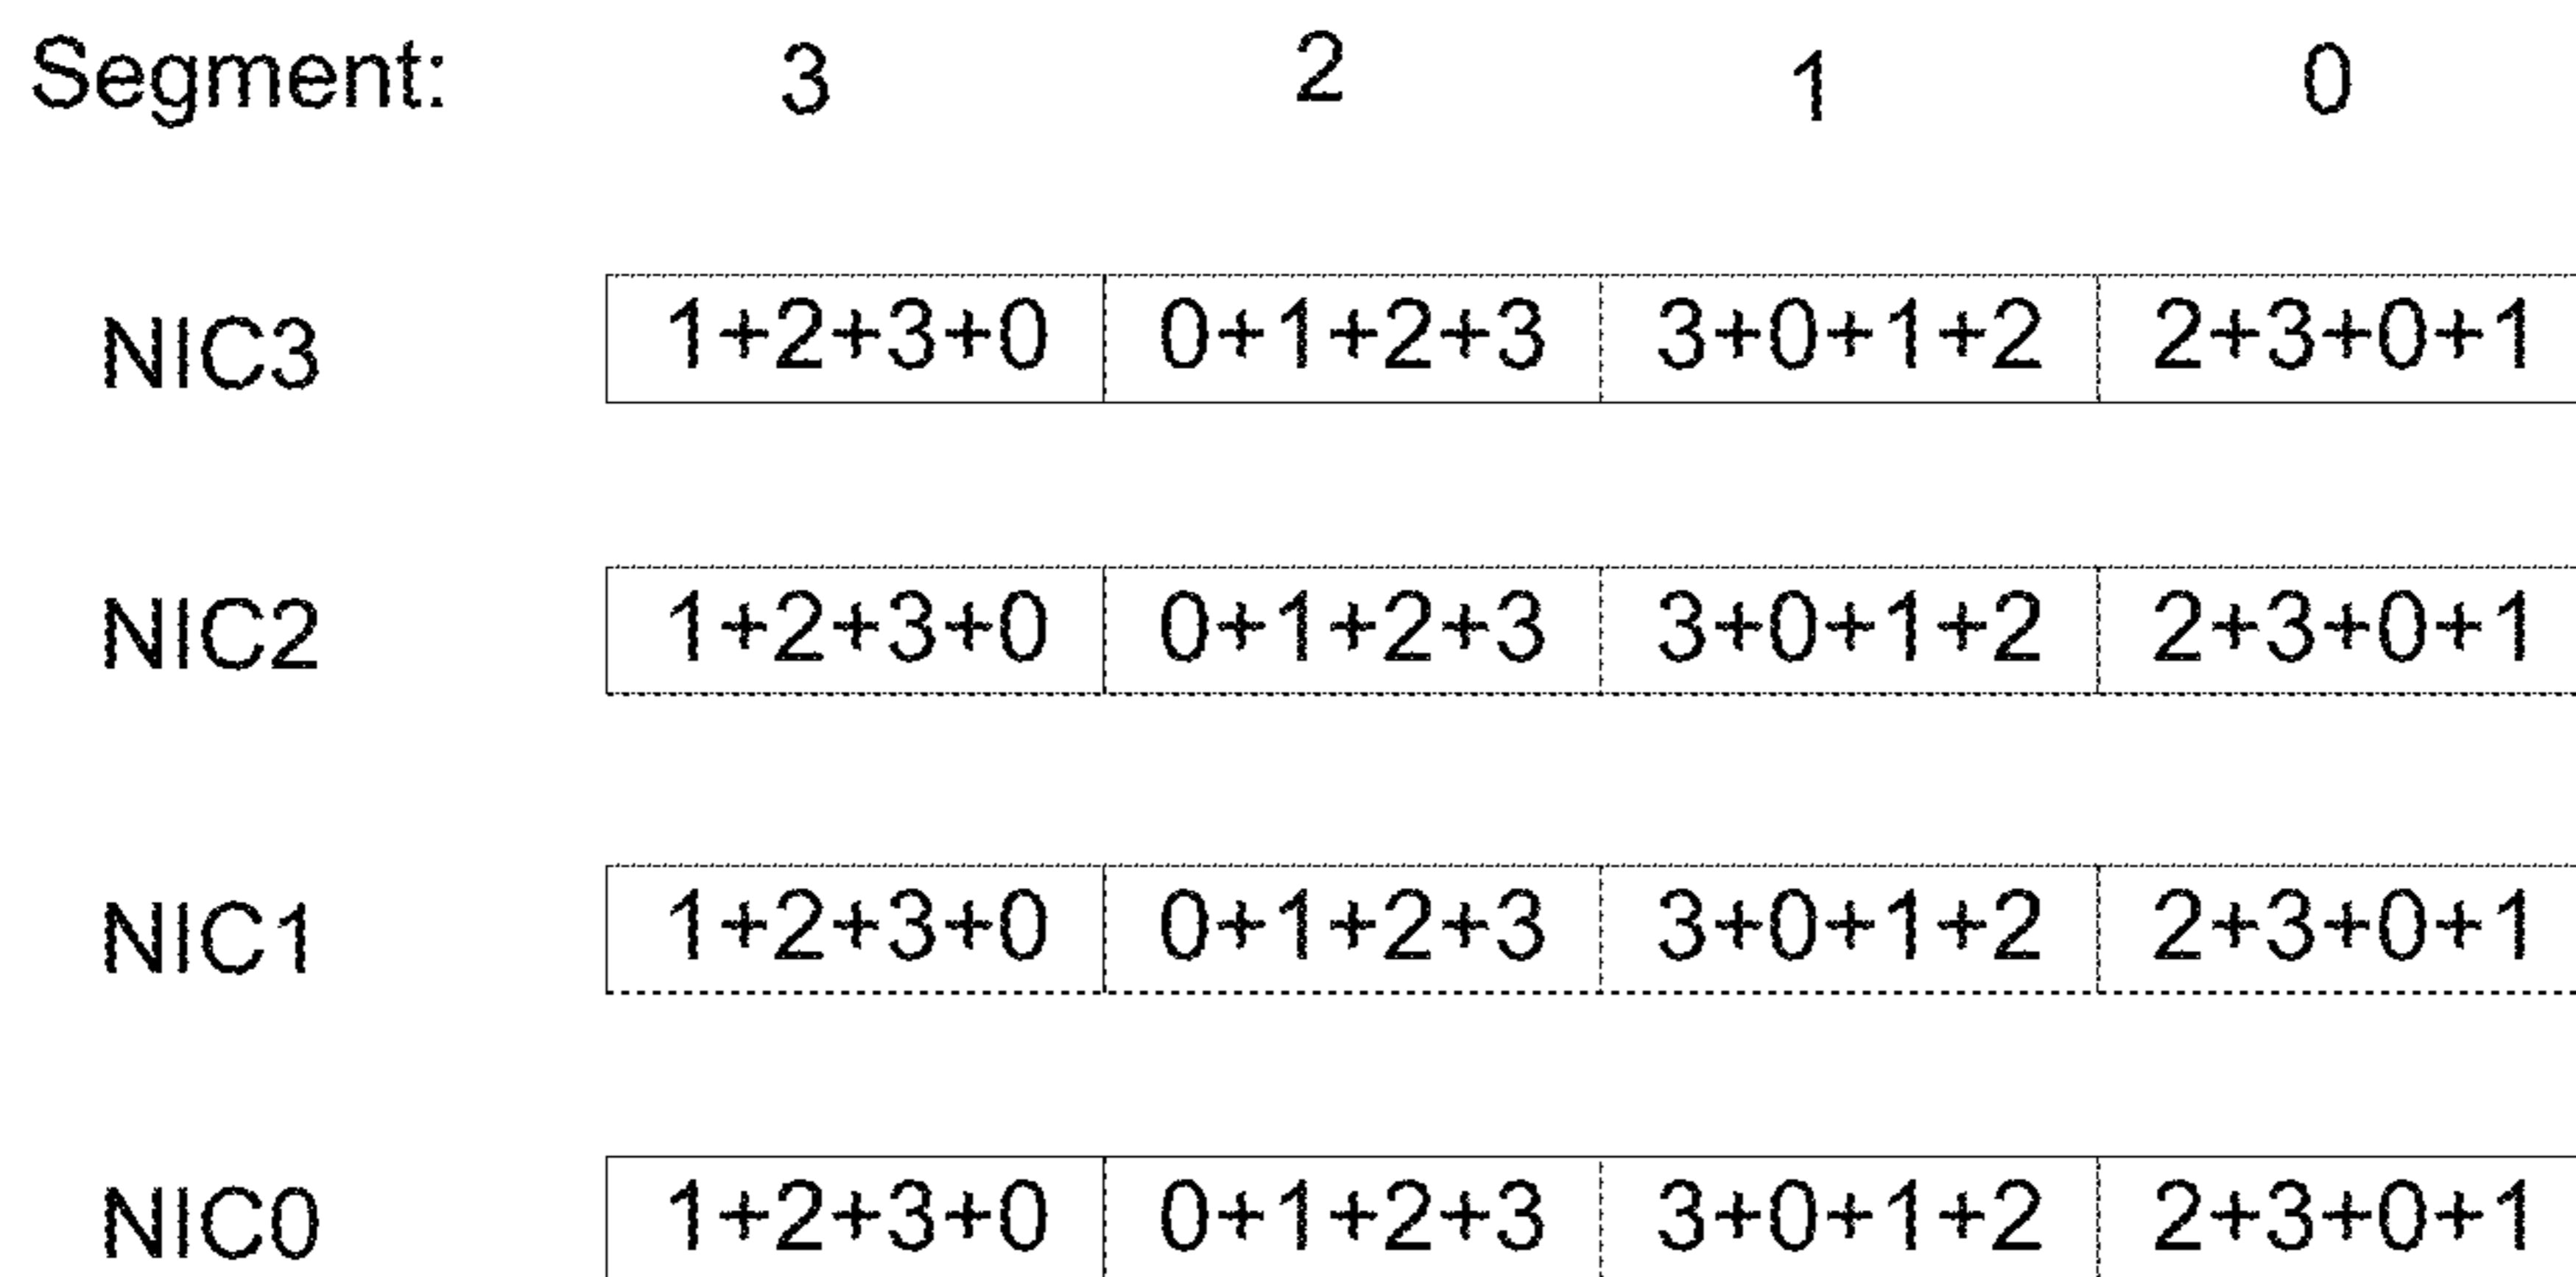 Segment: 3 2 1 0
NIC3 1+2+3+0 0+1+2+3 3+0+1+2 2+3+0+1
NIC2 1+2+3+0 0+1+2+3 3+0+1+2 2+3+0+1
NIC1 1+2+3+0 0+1+2+3 3+0+1+2 2+3+0+1
NIC0 1+2+3+0 0+1+2+3 3+0+1+2 2+3+0+1